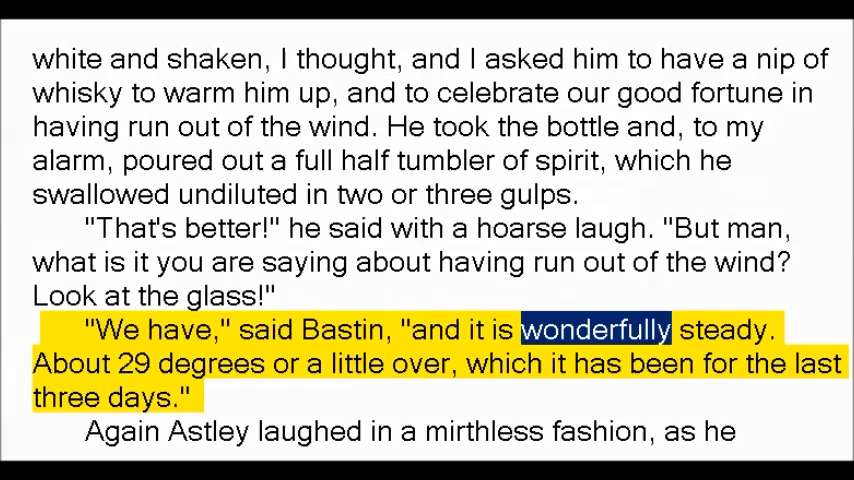 white and shaken, I thought, and I asked him to have a nip of
whisky to warm him up, and to celebrate our good fortune in
having run out of the wind. He took the bottle and, to my
alarm, poured out a full half tumbler of spirit, which he
swallowed undiluted in two or three gulps.
"That's better!" he said with a hoarse laugh. "But man,
what is it you are saying about having run out of the wind?
Look at the glass!"
"We have," said Bastin, "and it is wonderfully steady.
About 29 degrees or a little over, which it has been for the last
three days."
Again Astley laughed in a mirthless fashion, as he